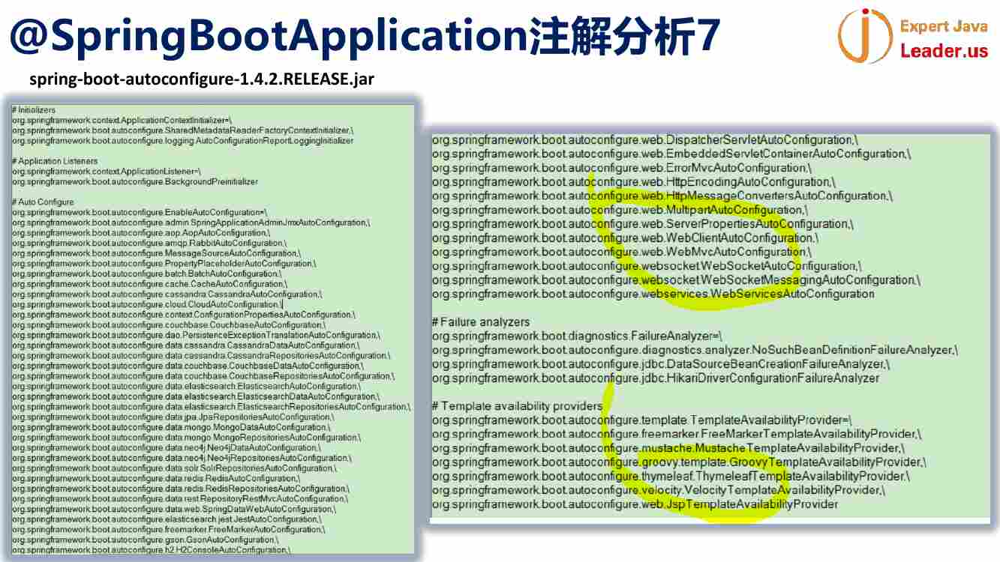 @SpringBootApplication注解分析7
Expert Java
Leader.us
spring-boot-autoconfigure-1.4.2.RELEASE.jar
# Initializers
org.springframework.context.ApplicationContextInitializer=\
org.springframework.boot.autoconfigure.SharedMetadataReaderFactoryContextInitializer,\
org.springframework.boot.autoconfigure.logging.AutoConfigurationReportLoggingInitializer
# Application Listeners
org.springframework.context.ApplicationListener=\
org.springframework.boot.autoconfigure.BackgroundPreinitializer
# Auto Configure
org.springframework.boot.autoconfigure.EnableAutoConfiguration=\
org.springframework.boot.autoconfigure.admin.SpringApplicationAdminJmxAutoConfiguration,\
org.springframework.boot.autoconfigure.aop.AopAutoConfiguration,\
org.springframework.boot.autoconfigure.amqp.RabbitAutoConfiguration,\
org.springframework.boot.autoconfigure.MessageSourceAutoConfiguration,\
org.springframework.boot.autoconfigure.PropertyPlaceholderAutoConfiguration,\
org.springframework.boot.autoconfigure.batch.BatchAutoConfiguration,\
org.springframework.boot.autoconfigure.cache.CacheAutoConfiguration,\
org.springframework.boot.autoconfigure.cassandra.CassandraAutoConfiguration,\
org.springframework.boot.autoconfigure.cloud.CloudAutoConfiguration,\
org.springframework.boot.autoconfigure.context.ConfigurationPropertiesAutoConfiguration,\
org.springframework.boot.autoconfigure.couchbase.CouchbaseAutoConfiguration,\
org.springframework.boot.autoconfigure.dao.PersistenceExceptionTranslationAutoConfiguration,\
org.springframework.boot.autoconfigure.data.cassandra.CassandraDataAutoConfiguration,\
org.springframework.boot.autoconfigure.data.cassandra.CassandraRepositoriesAutoConfiguration,\
org.springframework.boot.autoconfigure.data.couchbase.CouchbaseDataAutoConfiguration,\
org.springframework.boot.autoconfigure.data.couchbase.CouchbaseRepositoriesAutoConfiguration,\
org.springframework.boot.autoconfigure.data.elasticsearch.ElasticsearchAutoConfiguration,\
org.springframework.boot.autoconfigure.data.elasticsearch.ElasticsearchDataAutoConfiguration,\
org.springframework.boot.autoconfigure.data.elasticsearch.ElasticsearchRepositoriesAutoConfiguration,\
org.springframework.boot.autoconfigure.data.jpa.JpaRepositoriesAutoConfiguration,\
org.springframework.boot.autoconfigure.data.mongo.MongoDataAutoConfiguration,\
org.springframework.boot.autoconfigure.data.mongo.MongoRepositoriesAutoConfiguration,\
org.springframework.boot.autoconfigure.data.neo4j.Neo4jDataAutoConfiguration,\
org.springframework.boot.autoconfigure.data.neo4j.Neo4jRepositoriesAutoConfiguration,\
org.springframework.boot.autoconfigure.data.solr.SolrRepositoriesAutoConfiguration,\
org.springframework.boot.autoconfigure.data.redis.RedisAutoConfiguration,\
org.springframework.boot.autoconfigure.data.redis.RedisRepositoriesAutoConfiguration,\
org.springframework.boot.autoconfigure.data.rest.RepositoryRestMvcAutoConfiguration,\
org.springframework.boot.autoconfigure.data.web.SpringDataWebAutoConfiguration,\
org.springframework.boot.autoconfigure.elasticsearch.jest.JestAutoConfiguration,\
org.springframework.boot.autoconfigure.freemarker.FreeMarkerAutoConfiguration,\
org.springframework.boot.autoconfigure.gson.GsonAutoConfiguration,\
org.springframework.boot.autoconfigure.h2.H2ConsoleAutoConfiguration,\
org.springframework.boot.autoconfigure.web.DispatcherServletAutoConfiguration,\
org.springframework.boot.autoconfigure.web.EmbeddedServletContainerAutoConfiguration,\
org.springframework.boot.autoconfigure.web.ErrorMvcAutoConfiguration,\
org.springframework.boot.autoconfigure.web.HttpEncodingAutoConfiguration,\
org.springframework.boot.autoconfigure.web.HttpMessageConvertersAutoConfiguration,\
org.springframework.boot.autoconfigure.web.MultipartAutoConfiguration,\
org.springframework.boot.autoconfigure.web.ServerPropertiesAutoConfiguration,\
org.springframework.boot.autoconfigure.web.WebClientAutoConfiguration,\
org.springframework.boot.autoconfigure.web.WebMvcAutoConfiguration,\
org.springframework.boot.autoconfigure.websocket.WebSocketAutoConfiguration,\
org.springframework.boot.autoconfigure.websocket.WebSocketMessagingAutoConfiguration,\
org.springframework.boot.autoconfigure.webservices.WebServicesAutoConfiguration
# Failure analyzers
org.springframework.boot.diagnostics.FailureAnalyzer=\
org.springframework.boot.autoconfigure.diagnostics.analyzer.NoSuchBeanDefinitionFailureAnalyzer,\
org.springframework.boot.autoconfigure.jdbc.DataSourceBeanCreationFailureAnalyzer,\
org.springframework.boot.autoconfigure.jdbc.HikariDriverConfigurationFailureAnalyzer
# Template availability providers
org.springframework.boot.autoconfigure.template.TemplateAvailabilityProvider=\
org.springframework.boot.autoconfigure.freemarker.FreeMarkerTemplateAvailabilityProvider,\
org.springframework.boot.autoconfigure.mustache.MustacheTemplateAvailabilityProvider,\
org.springframework.boot.autoconfigure.groovy.template.GroovyTemplateAvailabilityProvider,\
org.springframework.boot.autoconfigure.thymeleaf.ThymeleafTemplateAvailabilityProvider,\
org.springframework.boot.autoconfigure.velocity.VelocityTemplateAvailabilityProvider,\
org.springframework.boot.autoconfigure.web.JspTemplateAvailabilityProvider